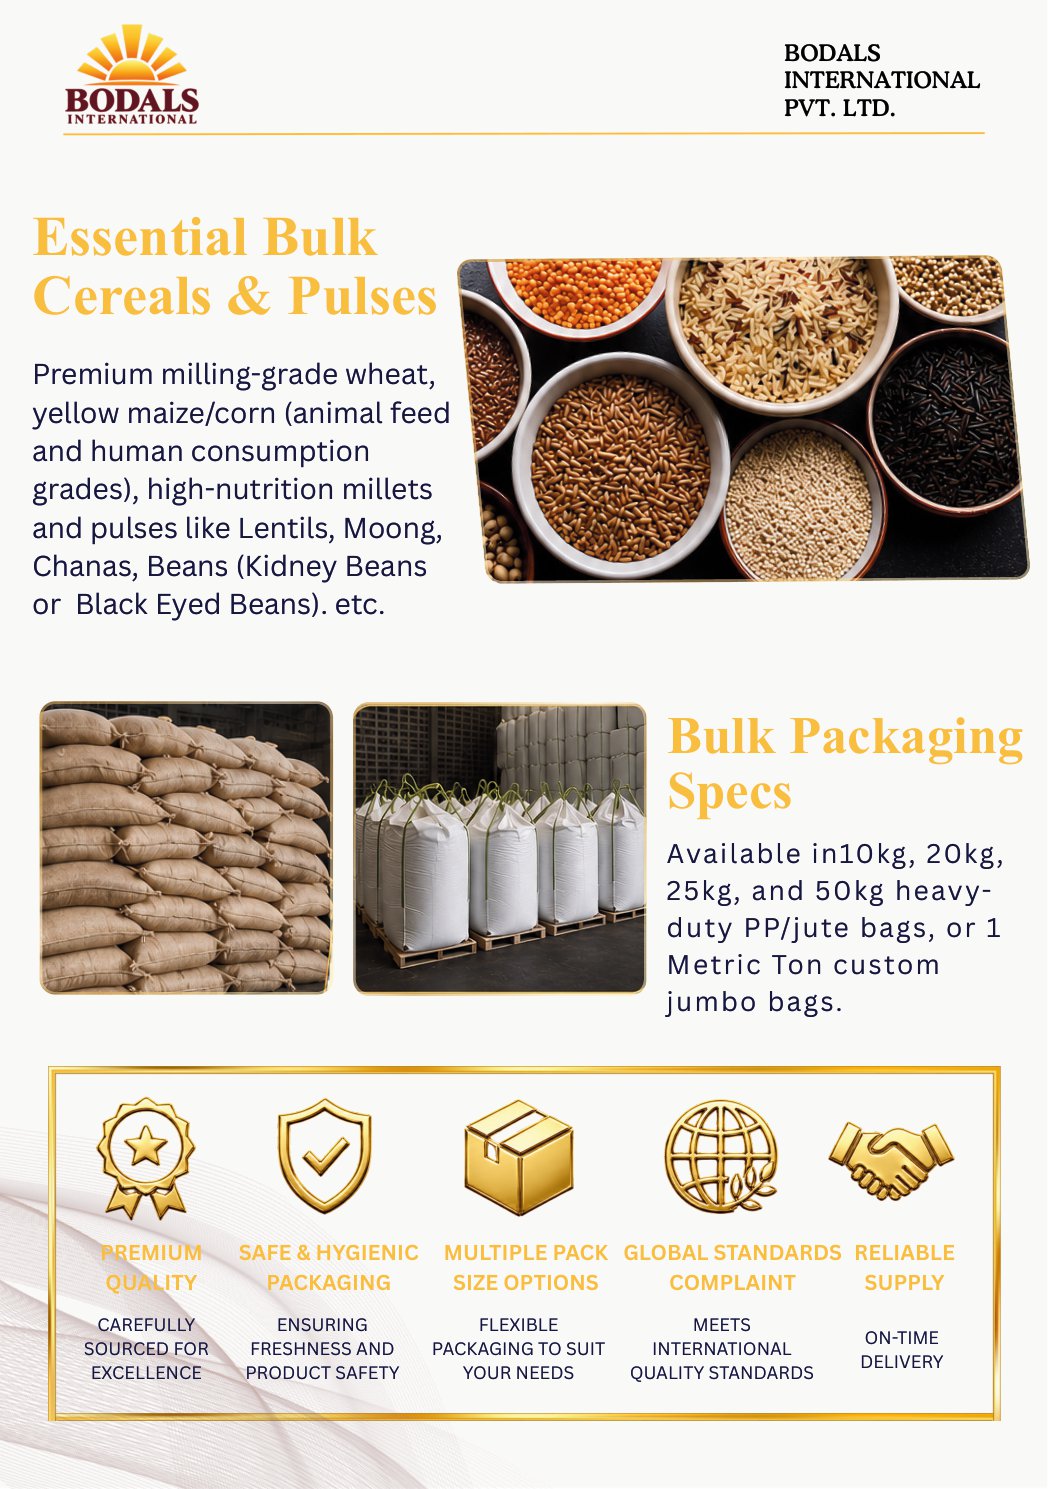 BODALS
INTERNATIONAL
BODALS
INTERNATIONAL
PVT. LTD.
Essential Bulk
Cereals & Pulses
Premium milling-grade wheat,
yellow maize/corn (animal feed
and human consumption
grades), high-nutrition millets
and pulses like Lentils, Moong,
Chanas, Beans (Kidney Beans
or  Black Eyed Beans). etc.
Bulk Packaging
Specs
Available in10kg, 20kg,
25kg, and 50kg heavy-
duty PP/jute bags, or 1
Metric Ton custom
jumbo bags.
PREMIUM
QUALITY
CAREFULLY
SOURCED FOR
EXCELLENCE
SAFE & HYGIENIC
PACKAGING
ENSURING
FRESHNESS AND
PRODUCT SAFETY
MULTIPLE PACK
SIZE OPTIONS
FLEXIBLE
PACKAGING TO SUIT
YOUR NEEDS
GLOBAL STANDARDS
COMPLAINT
MEETS
INTERNATIONAL
QUALITY STANDARDS
RELIABLE
SUPPLY
ON-TIME
DELIVERY